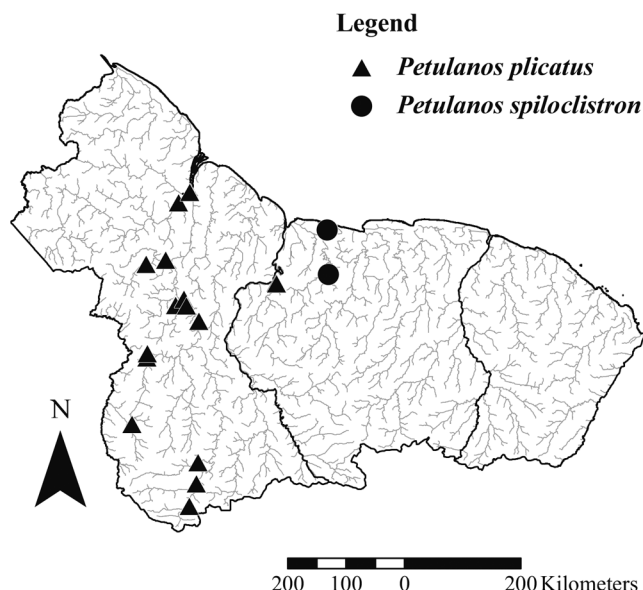 Legend
Petulanos plicatus
Petulanos spiloclistron
N
200 100 0 200 Kilometers